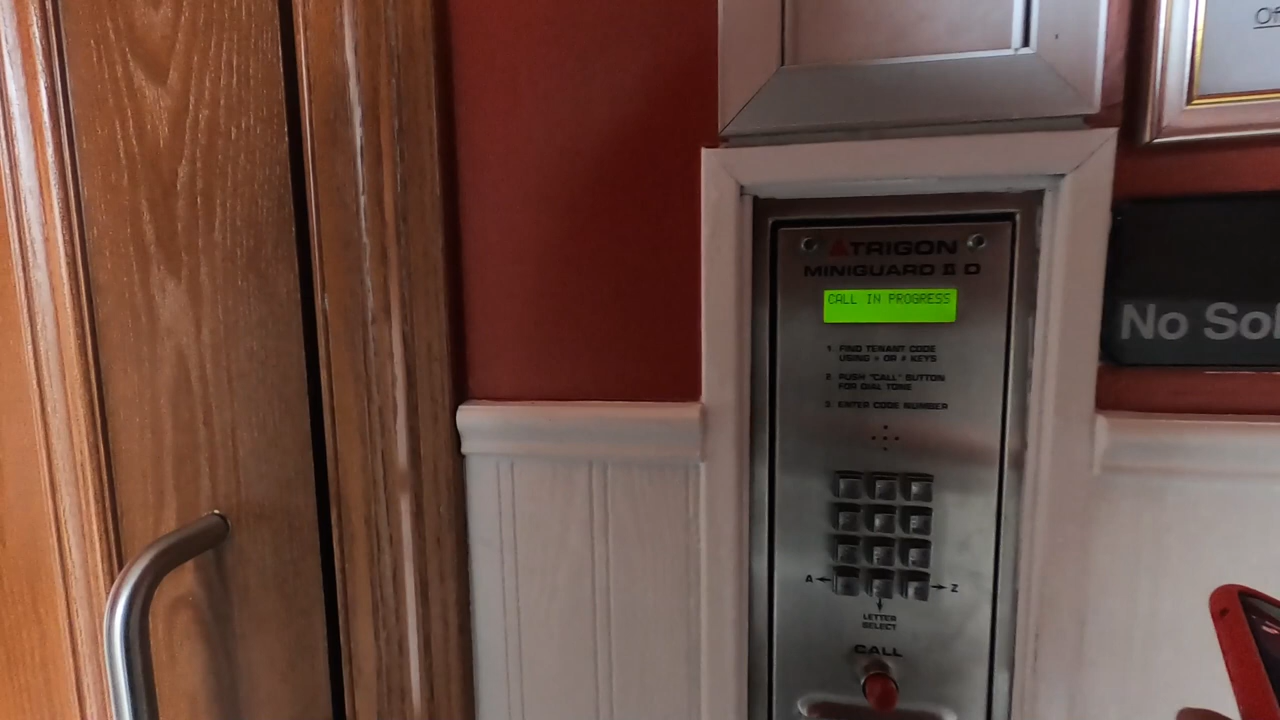 Of
TRIGON
MINIGUARD II D
CALL IN PROGRESS
No Sol
1. FIND TENANT CODE
USING * OR # KEYS
2. PUSH "CALL" BUTTON
FOR DIAL TONE
3. ENTER CODE NUMBER
A
Z
LETTER
SELECT
CALL